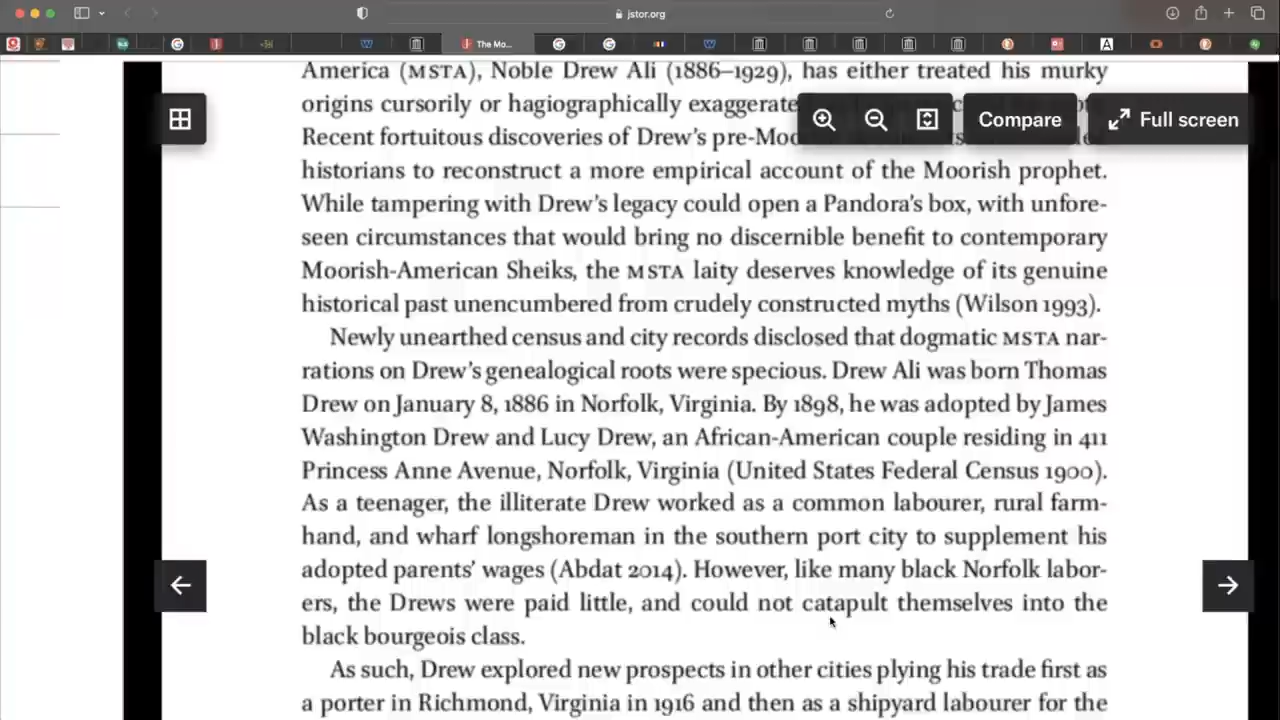 jstor.org
The Mo...
America (MSTA), Noble Drew Ali (1886–1929), has either treated his murky
origins cursorily or hagiographically
Compare
Full screen
Recent fortuitous discoveries of Drew's
historians to reconstruct a more empirical account of the Moorish prophet.
While tampering with Drew's legacy could open a Pandora's box, with unfore-
seen circumstances that would bring no discernible benefit to contemporary
Moorish-American Sheiks, the MSTA laity deserves knowledge of its genuine
historical past unencumbered from crudely constructed myths (Wilson 1993).
Newly unearthed census and city records disclosed that dogmatic MSTA nar-
rations on Drew's genealogical roots were specious. Drew Ali was born Thomas
Drew on January 8, 1886 in Norfolk, Virginia. By 1898, he was adopted by James
Washington Drew and Lucy Drew, an African-American couple residing in 411
Princess Anne Avenue, Norfolk, Virginia (United States Federal Census 1900).
As a teenager, the illiterate Drew worked as a common labourer, rural farm-
hand, and wharf longshoreman in the southern port city to supplement his
adopted parents' wages (Abdat 2014). However, like many black Norfolk labor-
ers, the Drews were paid little, and could not catapult themselves into the
black bourgeois class.
As such, Drew explored new prospects in other cities plying his trade first as
a porter in Richmond, Virginia in 1916 and then as a shipyard labourer for the